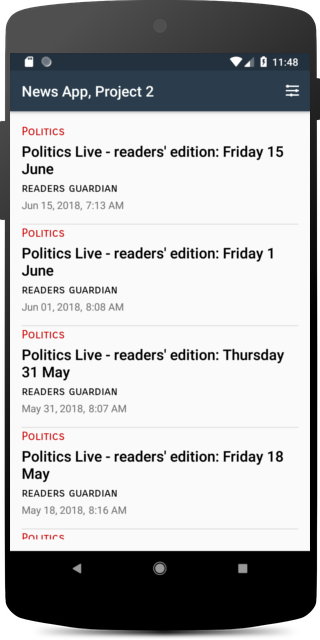 11:48
News App, Project 2
POLITICS
Politics Live - readers' edition: Friday 15
June
READERS GUARDIAN
Jun 15, 2018, 7:13 AM
POLITICS
Politics Live - readers' edition: Friday 1
June
READERS GUARDIAN
Jun 01, 2018, 8:08 AM
POLITICS
Politics Live - readers' edition: Thursday
31 May
READERS GUARDIAN
May 31, 2018, 8:07 AM
POLITICS
Politics Live - readers' edition: Friday 18
May
READERS GUARDIAN
May 18, 2018, 8:16 AM
POLITICS